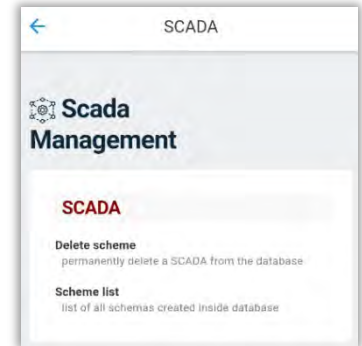 SCADA
Scada
Management
SCADA
Delete scheme
permanently delete a SCADA from the database
Scheme list
list of all schemas created inside database